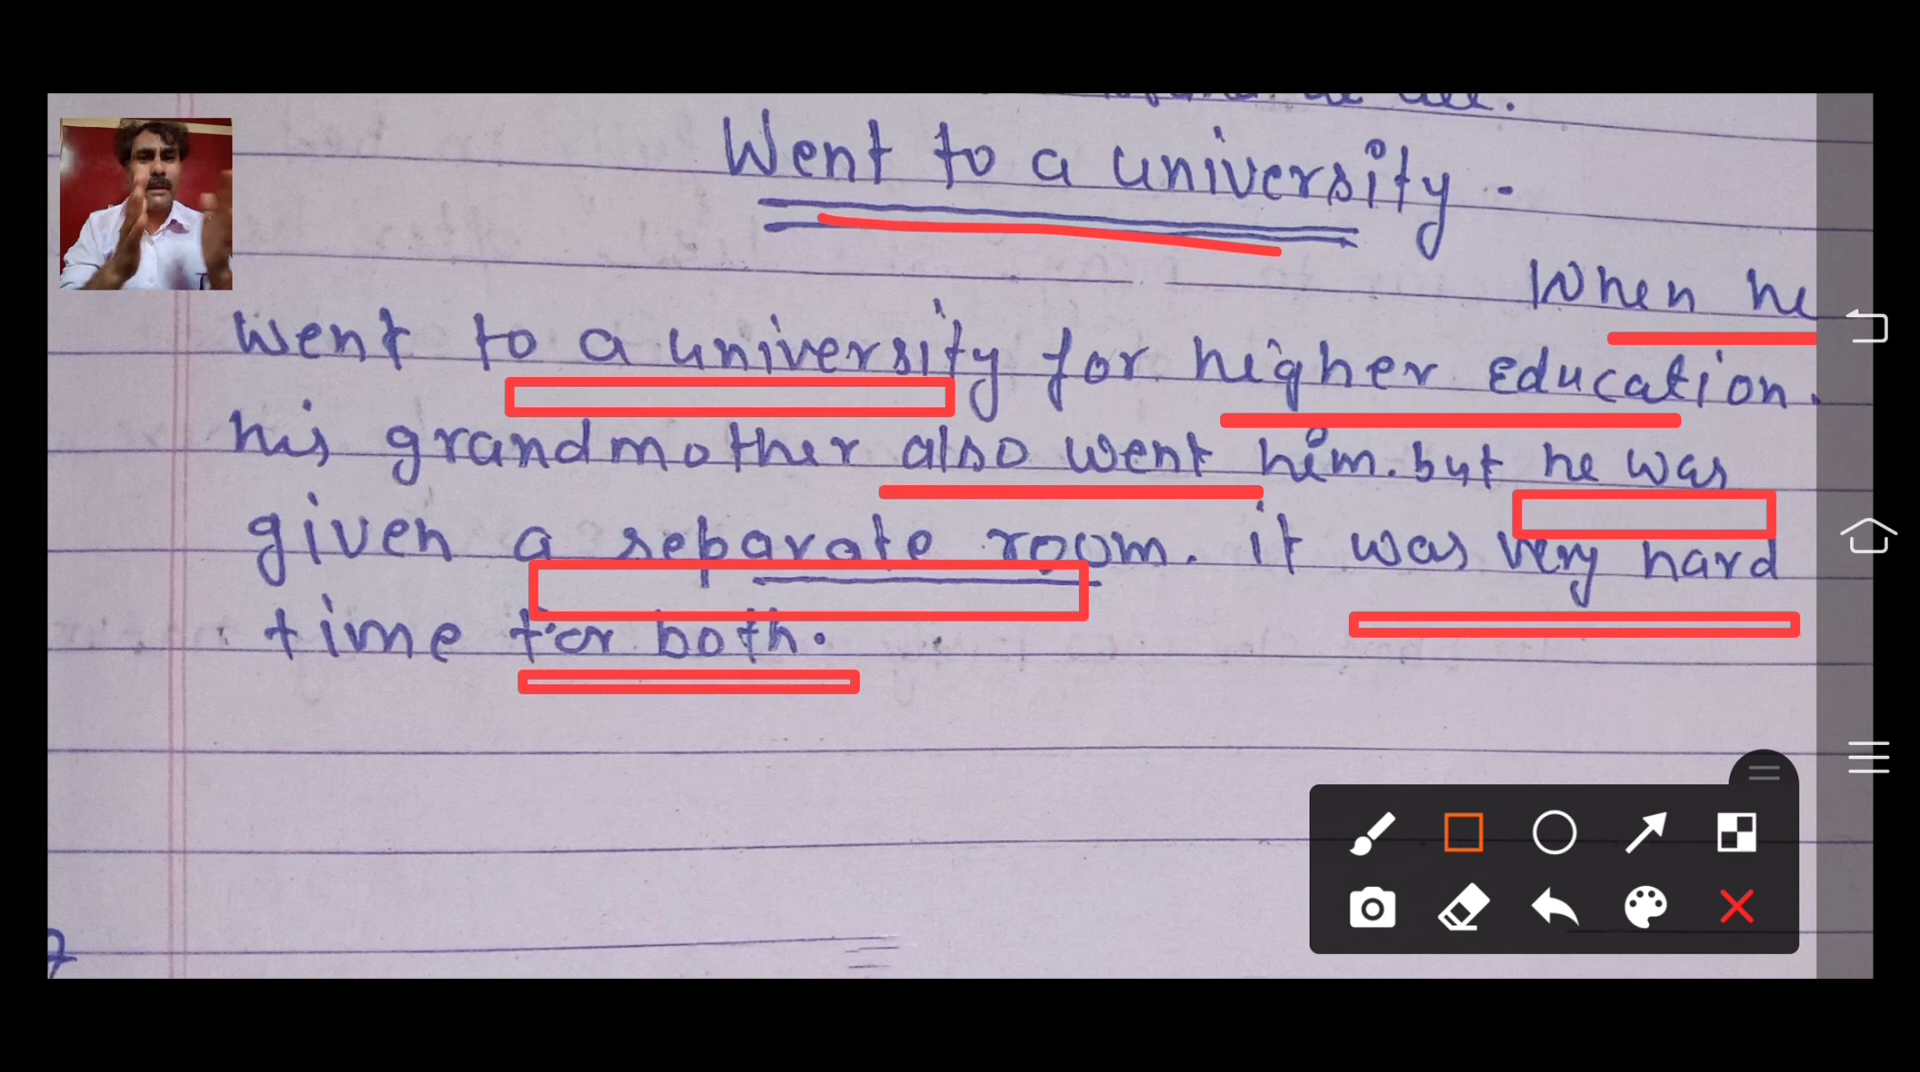 Went to a university -
When he
went to a university for higher education.
his grandmother also went him. but he was
given a separate room. it was very hard
time for both.